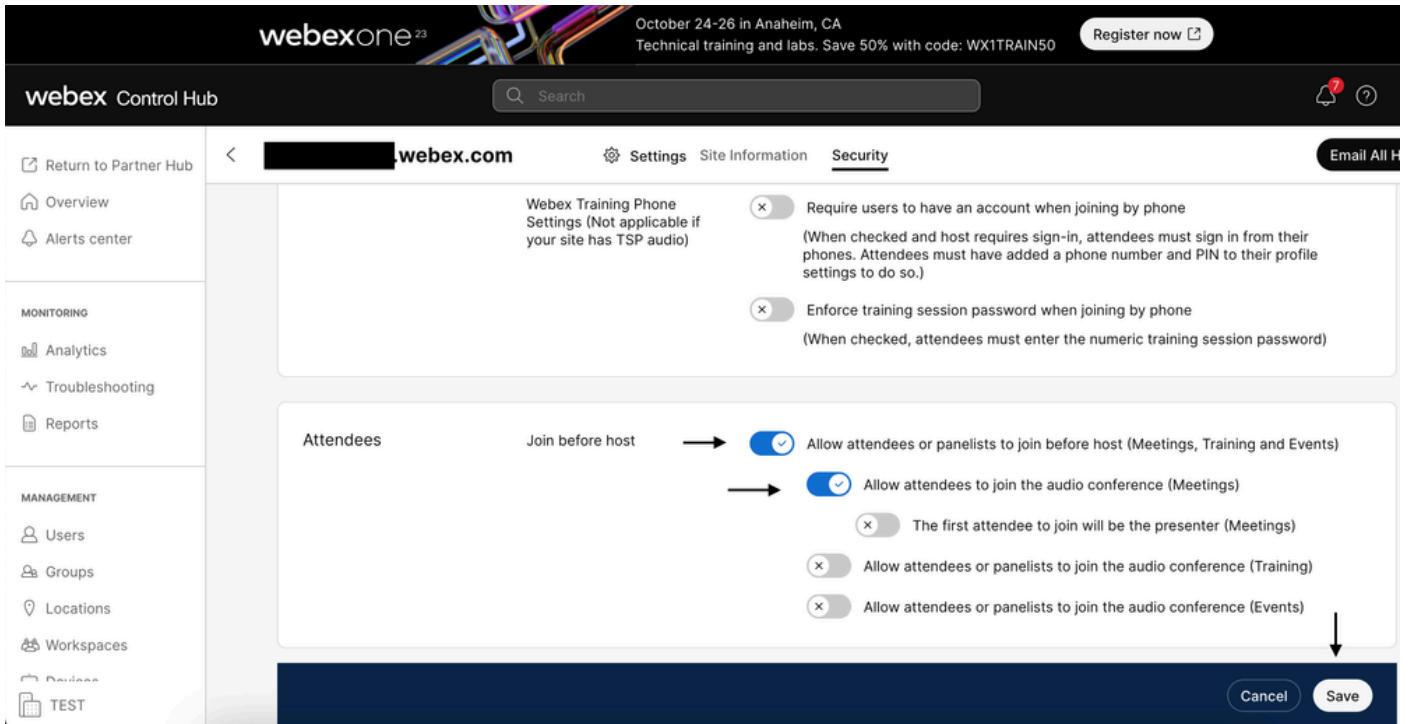 webexone 23
October 24-26 in Anaheim, CA
Technical training and labs. Save 50% with code: WX1TRAIN50
Register now
webex Control Hub
Search
7
Return to Partner Hub
Overview
Alerts center
MONITORING
Analytics
Troubleshooting
Reports
MANAGEMENT
Users
Groups
Locations
Workspaces
Devices
TEST
.webex.com
Settings
Site Information
Security
Email All H
Webex Training Phone
Settings (Not applicable if
your site has TSP audio)
Require users to have an account when joining by phone
(When checked and host requires sign-in, attendees must sign in from their
phones. Attendees must have added a phone number and PIN to their profile
settings to do so.)
Enforce training session password when joining by phone
(When checked, attendees must enter the numeric training session password)
Attendees
Join before host
Allow attendees or panelists to join before host (Meetings, Training and Events)
Allow attendees to join the audio conference (Meetings)
The first attendee to join will be the presenter (Meetings)
Allow attendees or panelists to join the audio conference (Training)
Allow attendees or panelists to join the audio conference (Events)
Cancel
Save